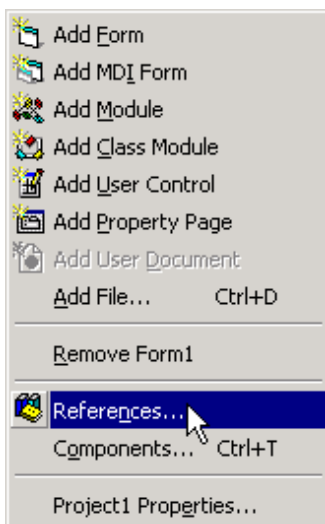 Add Form
Add MDI Form
Add Module
Add Class Module
Add User Control
Add Property Page
Add User Document
Add File... Ctrl+D
Remove Form1
References...
Components... Ctrl+T
Project1 Properties...